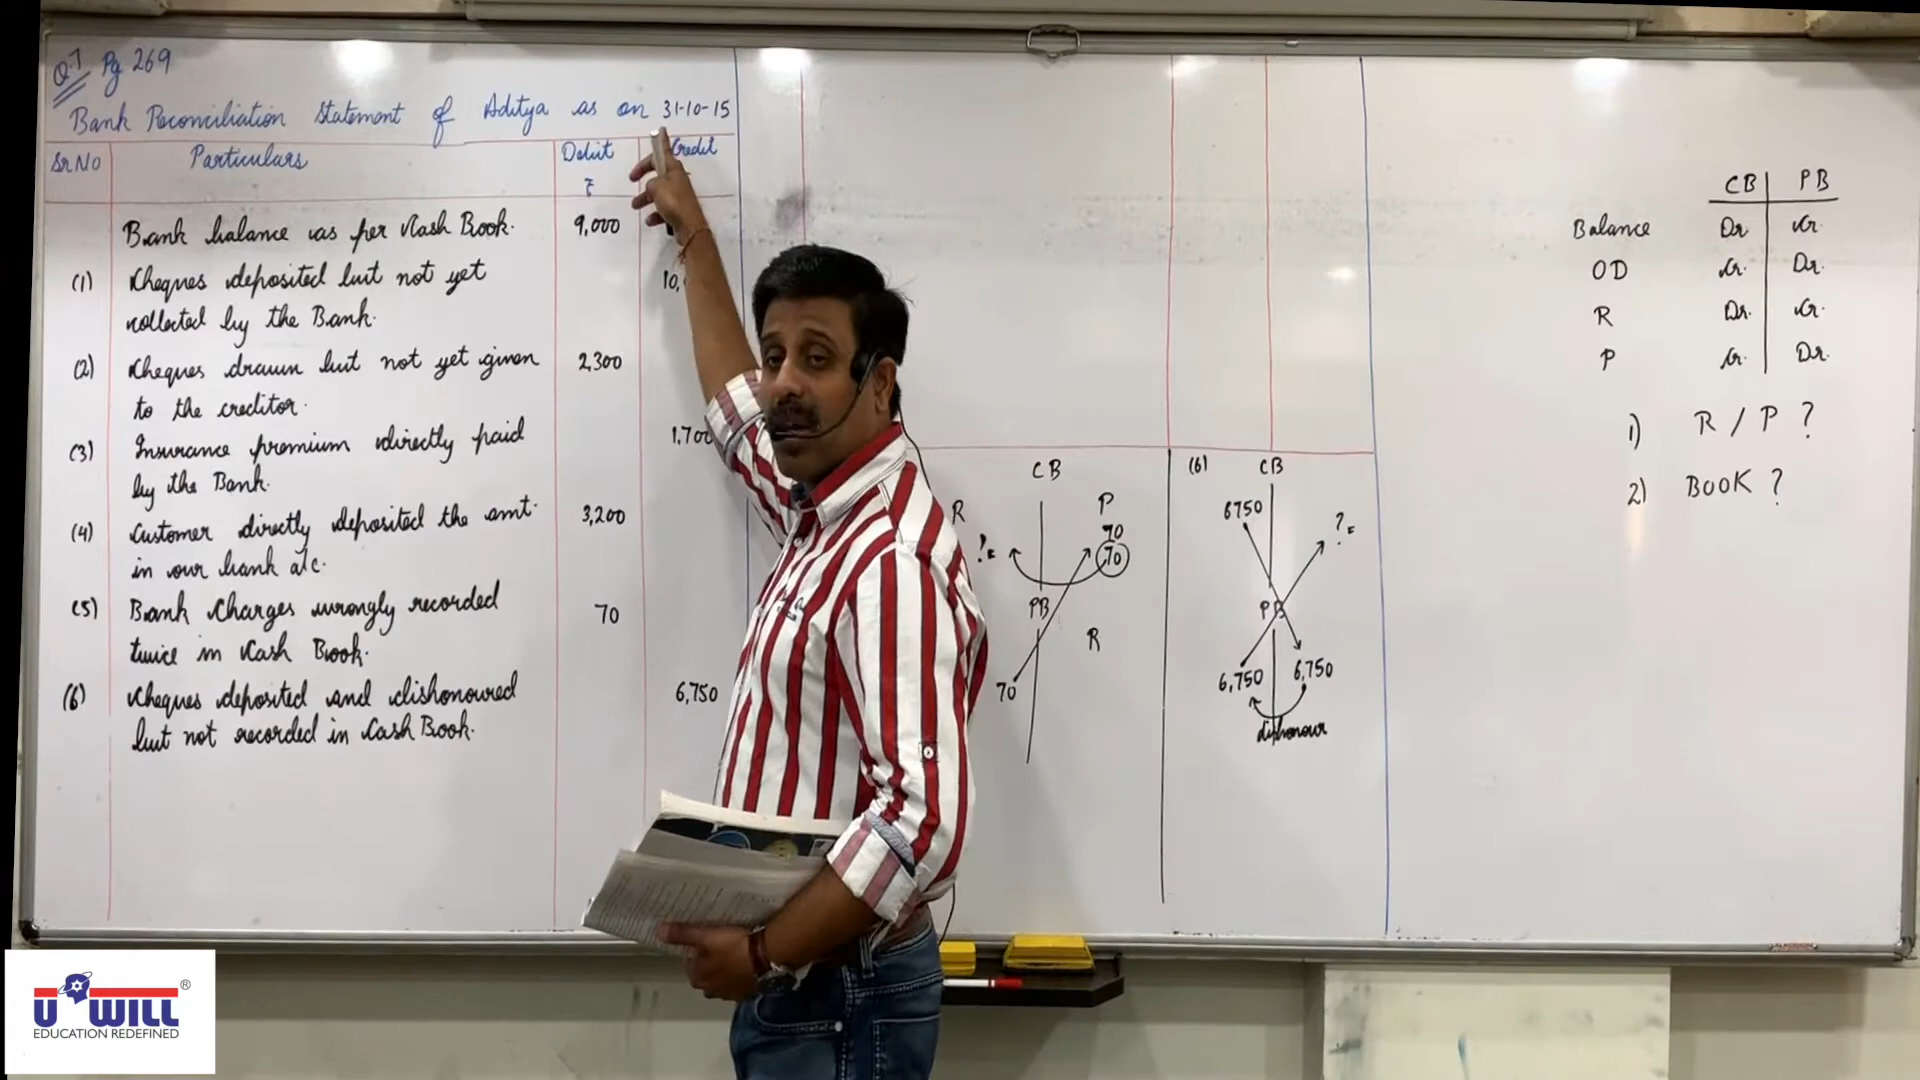 Q.7 Pg 269
Bank Reconciliation Statement of Aditya as on 31-10-15
Sr No Particulars Debit Credit
₹
Bank balance as per Cash Book. 9,000
(1) Cheques deposited but not yet 10,
collected by the Bank.
(2) Cheques drawn but not yet given 2,300
to the creditor.
(3) Insurance premium directly paid 1,700
by the Bank.
(4) Customer directly deposited the amt. 3,200
in our bank a/c.
(5) Bank Charges wrongly recorded 70
twice in Cash Book.
(6) Cheques deposited and dishonoured 6,750
but not recorded in Cash Book.
CB
R P
70
?= 70
PB
R
70
(6) CB
6750
?=
PB
6,750 6,750
dishonour
CB PB
Balance Dr Cr.
OD Cr. Dr.
R Dr. Cr.
P Cr. Dr.
1) R / P ?
2) BOOK ?
U WILL ®
EDUCATION REDEFINED